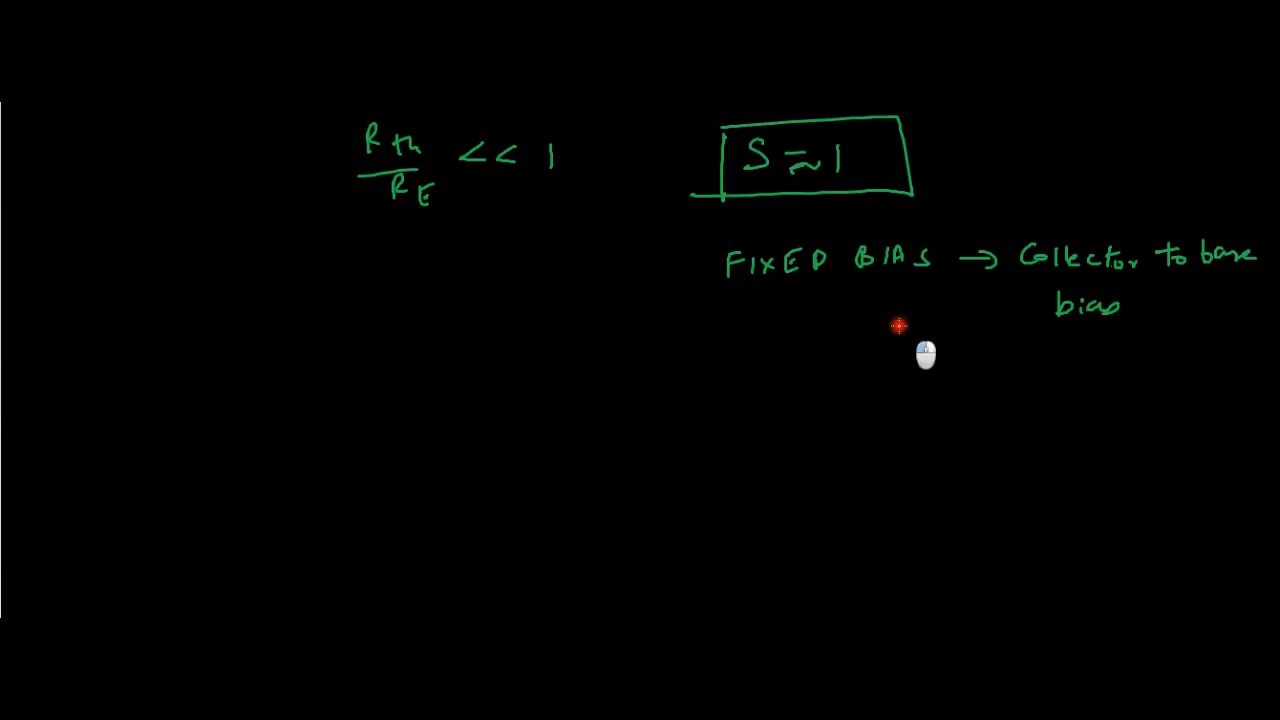 Rth/RE << 1
S ≈ 1
FIXED BIAS → Collector to base
bias